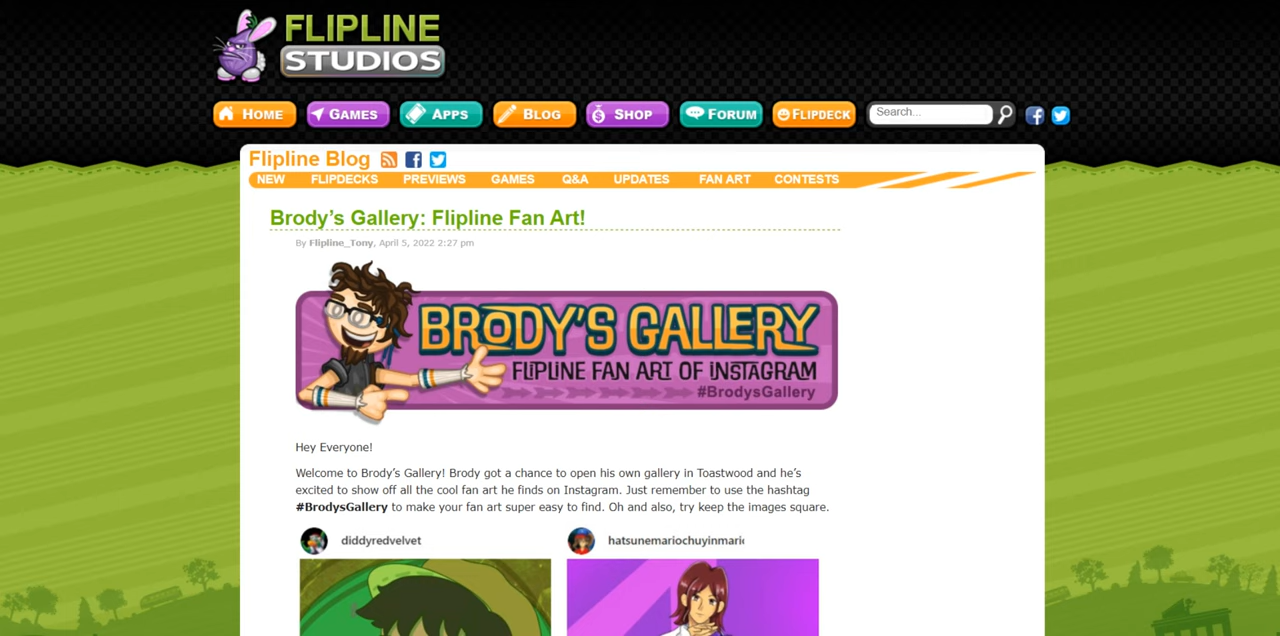 FLIPLINE
STUDIOS
HOME GAMES APPS BLOG SHOP FORUM FLIPDECK Search...
Flipline Blog
NEW FLIPDECKS PREVIEWS GAMES Q&A UPDATES FAN ART CONTESTS
Brody’s Gallery: Flipline Fan Art!
By Flipline_Tony, April 5, 2022 2:27 pm
BRODY'S GALLERY
FLIPLINE FAN ART OF INSTAGRAM
#BrodysGallery
Hey Everyone!
Welcome to Brody’s Gallery! Brody got a chance to open his own gallery in Toastwood and he’s
excited to show off all the cool fan art he finds on Instagram. Just remember to use the hashtag
#BrodysGallery to make your fan art super easy to find. Oh and also, try keep the images square.
diddyredvelvet hatsunemariochuyinmario